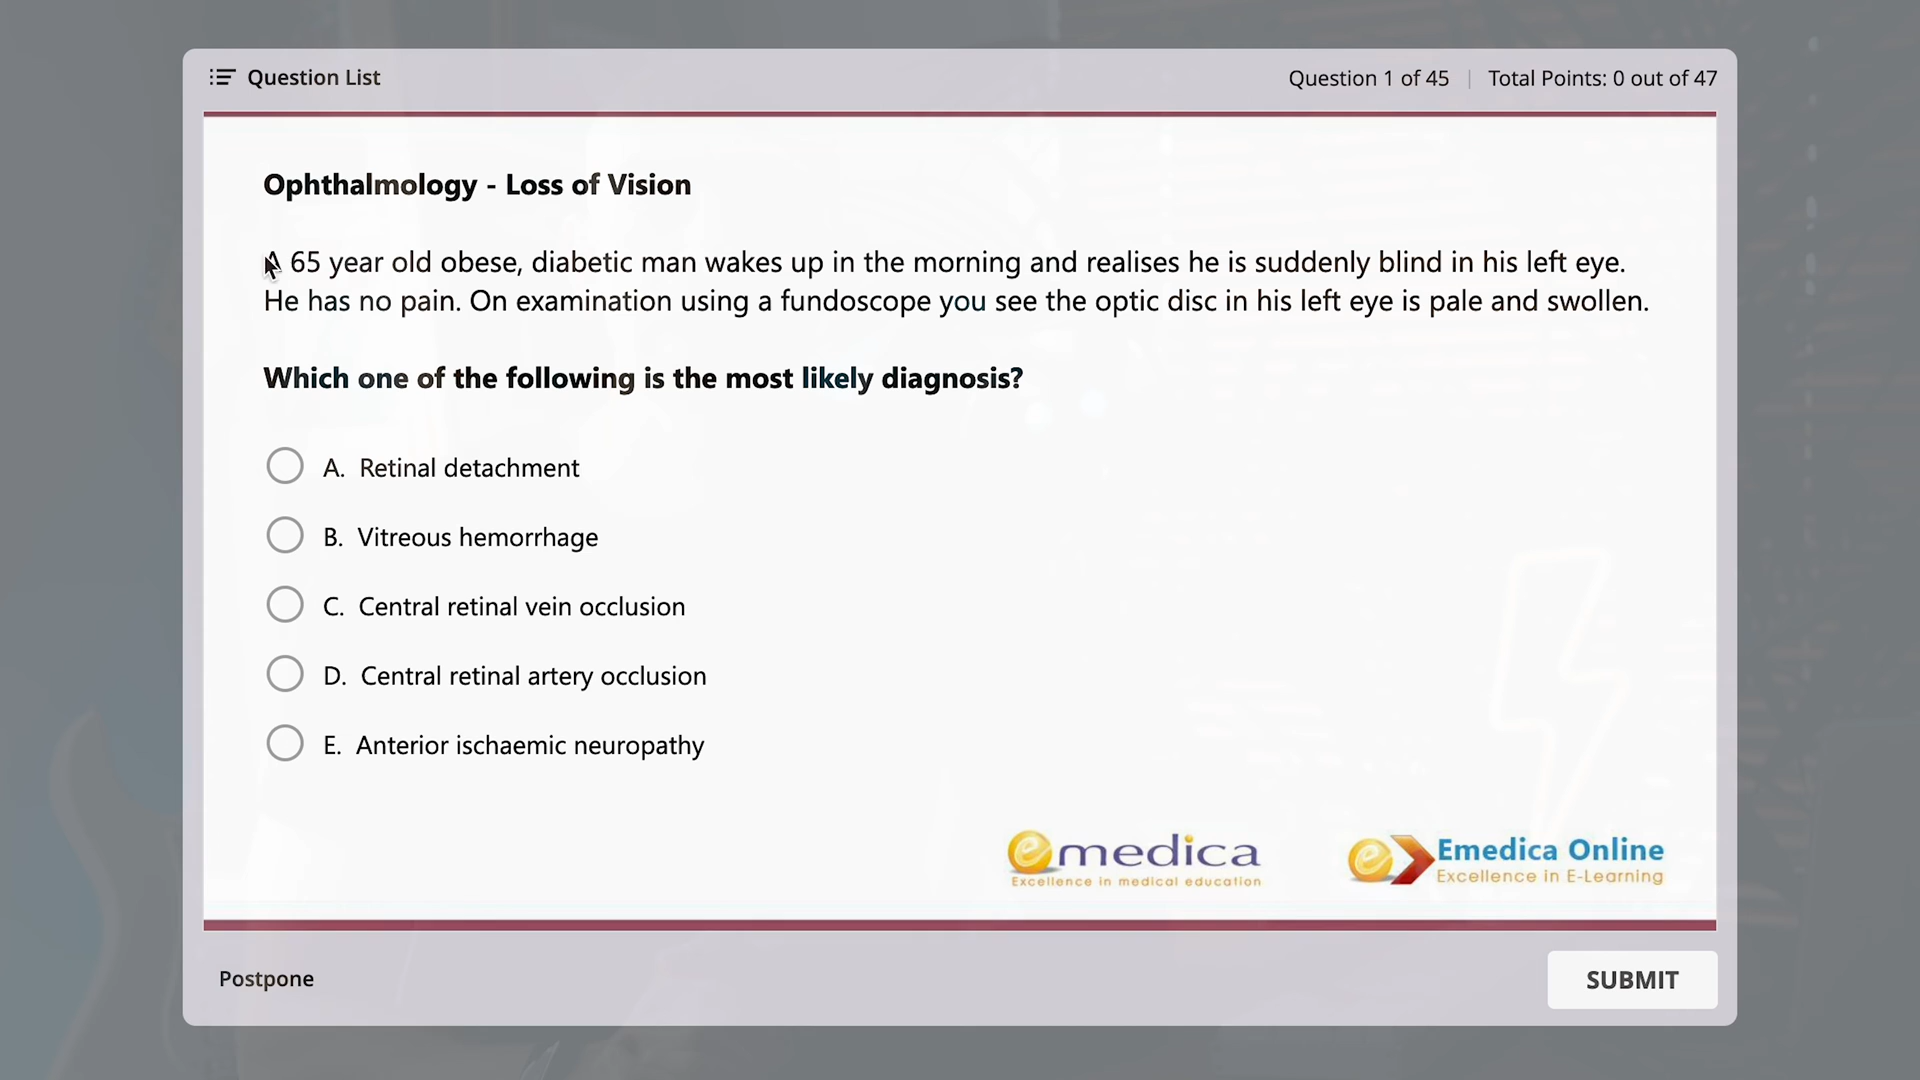 Question List
Question 1 of 45 | Total Points: 0 out of 47
Ophthalmology - Loss of Vision
A 65 year old obese, diabetic man wakes up in the morning and realises he is suddenly blind in his left eye.
He has no pain. On examination using a fundoscope you see the optic disc in his left eye is pale and swollen.
Which one of the following is the most likely diagnosis?
A. Retinal detachment
B. Vitreous hemorrhage
C. Central retinal vein occlusion
D. Central retinal artery occlusion
E. Anterior ischaemic neuropathy
emedica
Excellence in medical education
Emedica Online
Excellence in E-Learning
Postpone
SUBMIT